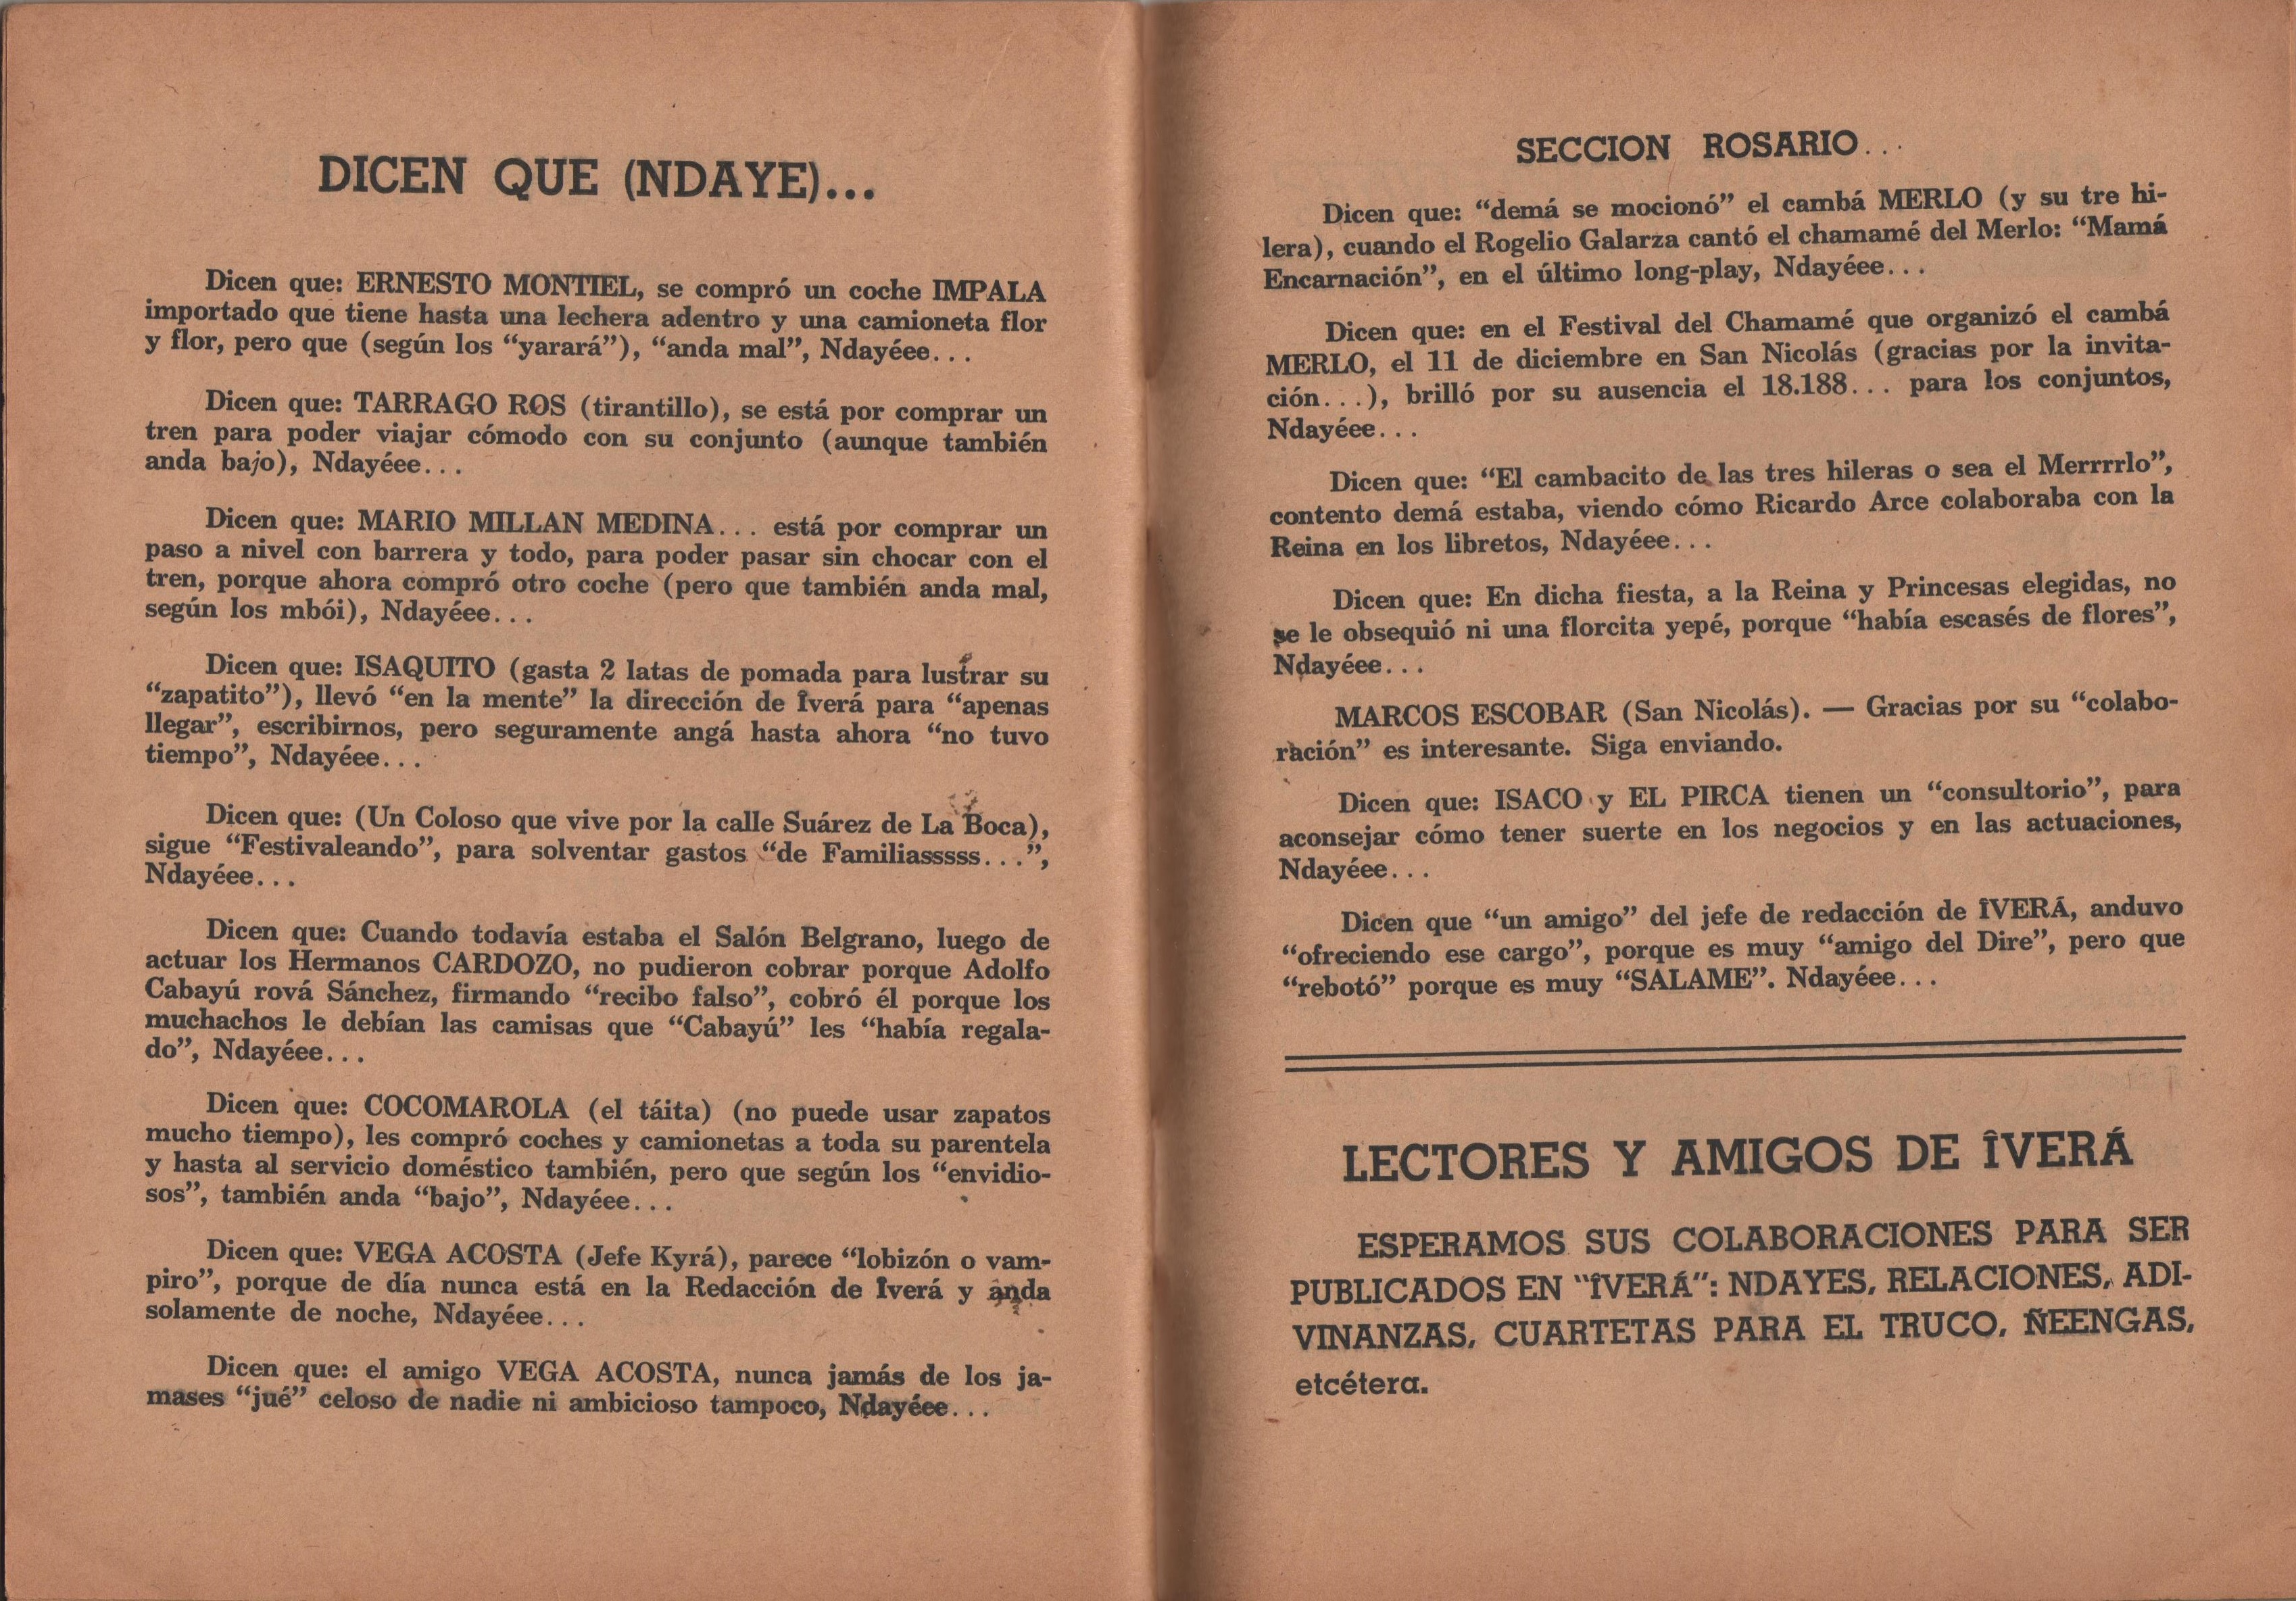 DICEN QUE (NDAYE)...
Dicen que: ERNESTO MONTIEL, se compró un coche IMPALA
importado que tiene hasta una lechera adentro y una camioneta flor
y flor, pero que (según los “yarará”), “anda mal”, Ndayéee...
Dicen que: TARRAGO ROS (tirantillo), se está por comprar un
tren para poder viajar cómodo con su conjunto (aunque también
anda bajo), Ndayéee...
Dicen que: MARIO MILLAN MEDINA... está por comprar un
paso a nivel con barrera y todo, para poder pasar sin chocar con el
tren, porque ahora compró otro coche (pero que también anda mal,
según los mbói), Ndayéee...
Dicen que: ISAQUITO (gasta 2 latas de pomada para lustrar su
“zapatito”), llevó “en la mente” la dirección de Îverá para “apenas
llegar”, escribirnos, pero seguramente angá hasta ahora “no tuvo
tiempo”, Ndayéee...
Dicen que: (Un Coloso que vive por la calle Suárez de La Boca),
sigue “Festivaleando”, para solventar gastos “de Familiasssss...”,
Ndayéee...
Dicen que: Cuando todavía estaba el Salón Belgrano, luego de
actuar los Hermanos CARDOZO, no pudieron cobrar porque Adolfo
Cabayú rová Sánchez, firmando “recibo falso”, cobró él porque los
muchachos le debían las camisas que “Cabayú” les “había regala-
do”, Ndayéee...
Dicen que: COCOMAROLA (el táita) (no puede usar zapatos
mucho tiempo), les compró coches y camionetas a toda su parentela
y hasta al servicio doméstico también, pero que según los “envidio-
sos”, también anda “bajo”, Ndayéee...
Dicen que: VEGA ACOSTA (Jefe Kyrá), parece “lobizón o vam-
piro”, porque de día nunca está en la Redacción de Îverá y anda
solamente de noche, Ndayéee...
Dicen que: el amigo VEGA ACOSTA, nunca jamás de los ja-
mases “jué” celoso de nadie ni ambicioso tampoco, Ndayéee...
SECCION ROSARIO...
Dicen que: “demá se mocionó” el cambá MERLO (y su tre hi-
lera), cuando el Rogelio Galarza cantó el chamamé del Merlo: “Mamá
Encarnación”, en el último long-play, Ndayéee...
Dicen que: en el Festival del Chamamé que organizó el cambá
MERLO, el 11 de diciembre en San Nicolás (gracias por la invita-
ción...), brilló por su ausencia el 18.188... para los conjuntos,
Ndayéee...
Dicen que: “El cambacito de las tres hileras o sea el Merrrrlo”,
contento demá estaba, viendo cómo Ricardo Arce colaboraba con la
Reina en los libretos, Ndayéee...
Dicen que: En dicha fiesta, a la Reina y Princesas elegidas, no
se le obsequió ni una florcita yepé, porque “había escasés de flores”,
Ndayéee...
MARCOS ESCOBAR (San Nicolás). — Gracias por su “colabo-
ración” es interesante. Siga enviando.
Dicen que: ISACO y EL PIRCA tienen un “consultorio”, para
aconsejar cómo tener suerte en los negocios y en las actuaciones,
Ndayéee...
Dicen que “un amigo” del jefe de redacción de ÎVERÁ, anduvo
“ofreciendo ese cargo”, porque es muy “amigo del Dire”, pero que
“rebotó” porque es muy “SALAME”. Ndayéee...
LECTORES Y AMIGOS DE ÎVERÁ
ESPERAMOS SUS COLABORACIONES PARA SER
PUBLICADOS EN "ÎVERÁ": NDAYES, RELACIONES, ADI-
VINANZAS, CUARTETAS PARA EL TRUCO, ÑEENGAS,
etcétera.